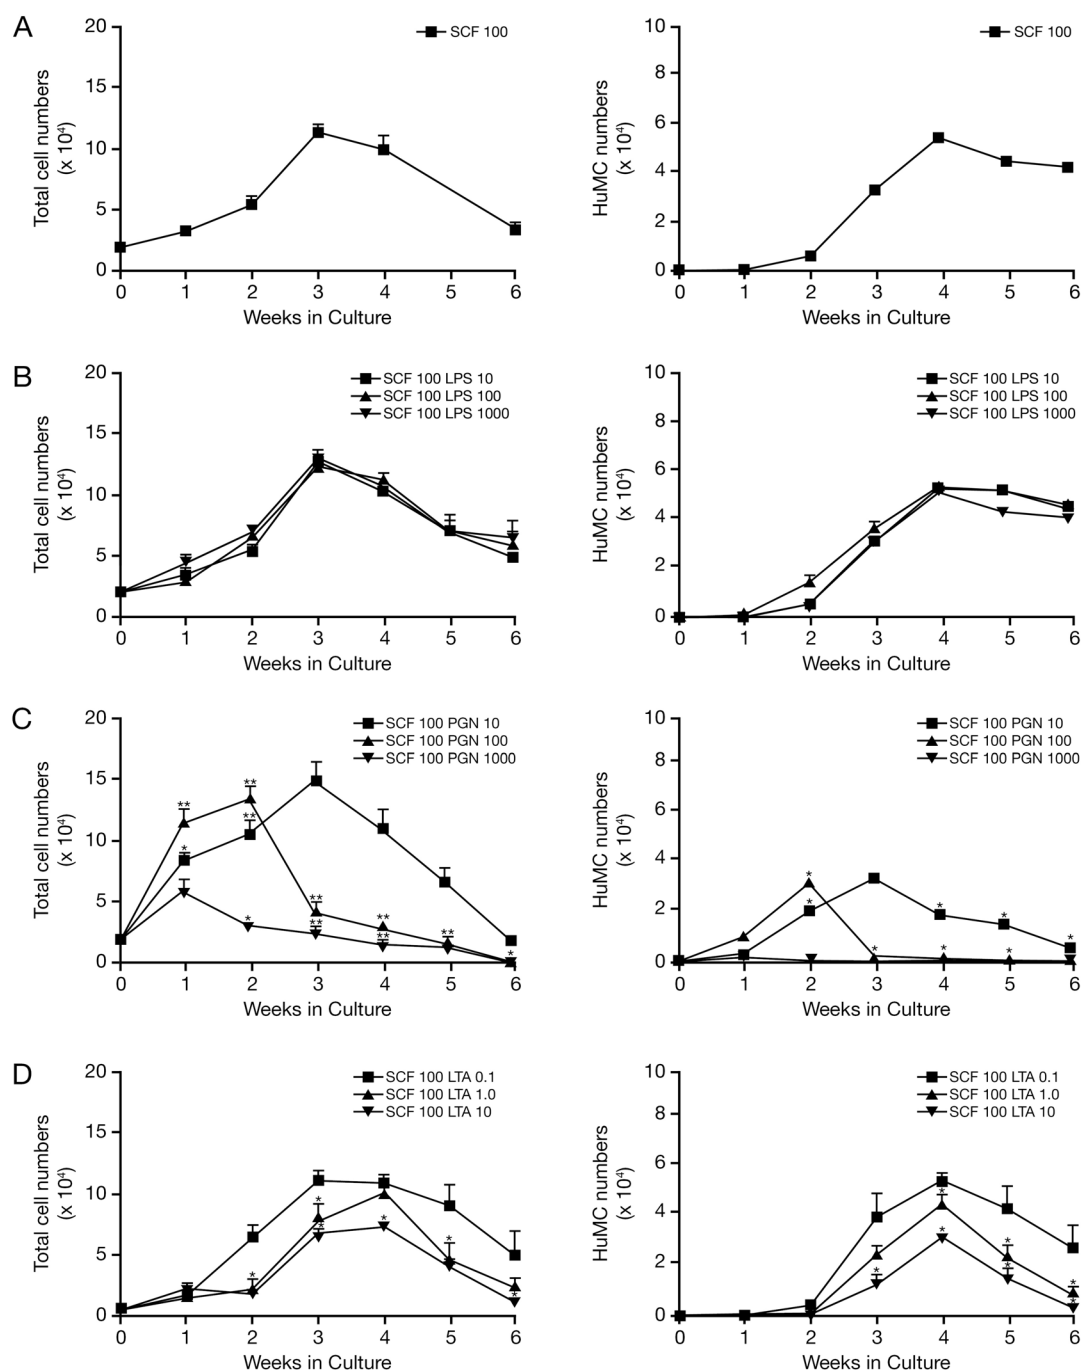 A
20
15
10
5
0
Total cell numbers
(x 10⁴)
SCF 100
0 1 2 3 4 5 6
Weeks in Culture
10
8
6
4
2
0
HuMC numbers
(x 10⁴)
SCF 100
0 1 2 3 4 5 6
Weeks in Culture
B
20
15
10
5
0
Total cell numbers
(x 10⁴)
SCF 100 LPS 10
SCF 100 LPS 100
SCF 100 LPS 1000
0 1 2 3 4 5 6
Weeks in Culture
10
8
6
4
2
0
HuMC numbers
(x 10⁴)
SCF 100 LPS 10
SCF 100 LPS 100
SCF 100 LPS 1000
0 1 2 3 4 5 6
Weeks in Culture
C
20
15
10
5
0
Total cell numbers
(x 10⁴)
SCF 100 PGN 10
SCF 100 PGN 100
SCF 100 PGN 1000
0 1 2 3 4 5 6
Weeks in Culture
10
8
6
4
2
0
HuMC numbers
(x 10⁴)
SCF 100 PGN 10
SCF 100 PGN 100
SCF 100 PGN 1000
0 1 2 3 4 5 6
Weeks in Culture
D
20
15
10
5
0
Total cell numbers
(x 10⁴)
SCF 100 LTA 0.1
SCF 100 LTA 1.0
SCF 100 LTA 10
0 1 2 3 4 5 6
Weeks in Culture
10
8
6
4
2
0
HuMC numbers
(x 10⁴)
SCF 100 LTA 0.1
SCF 100 LTA 1.0
SCF 100 LTA 10
0 1 2 3 4 5 6
Weeks in Culture